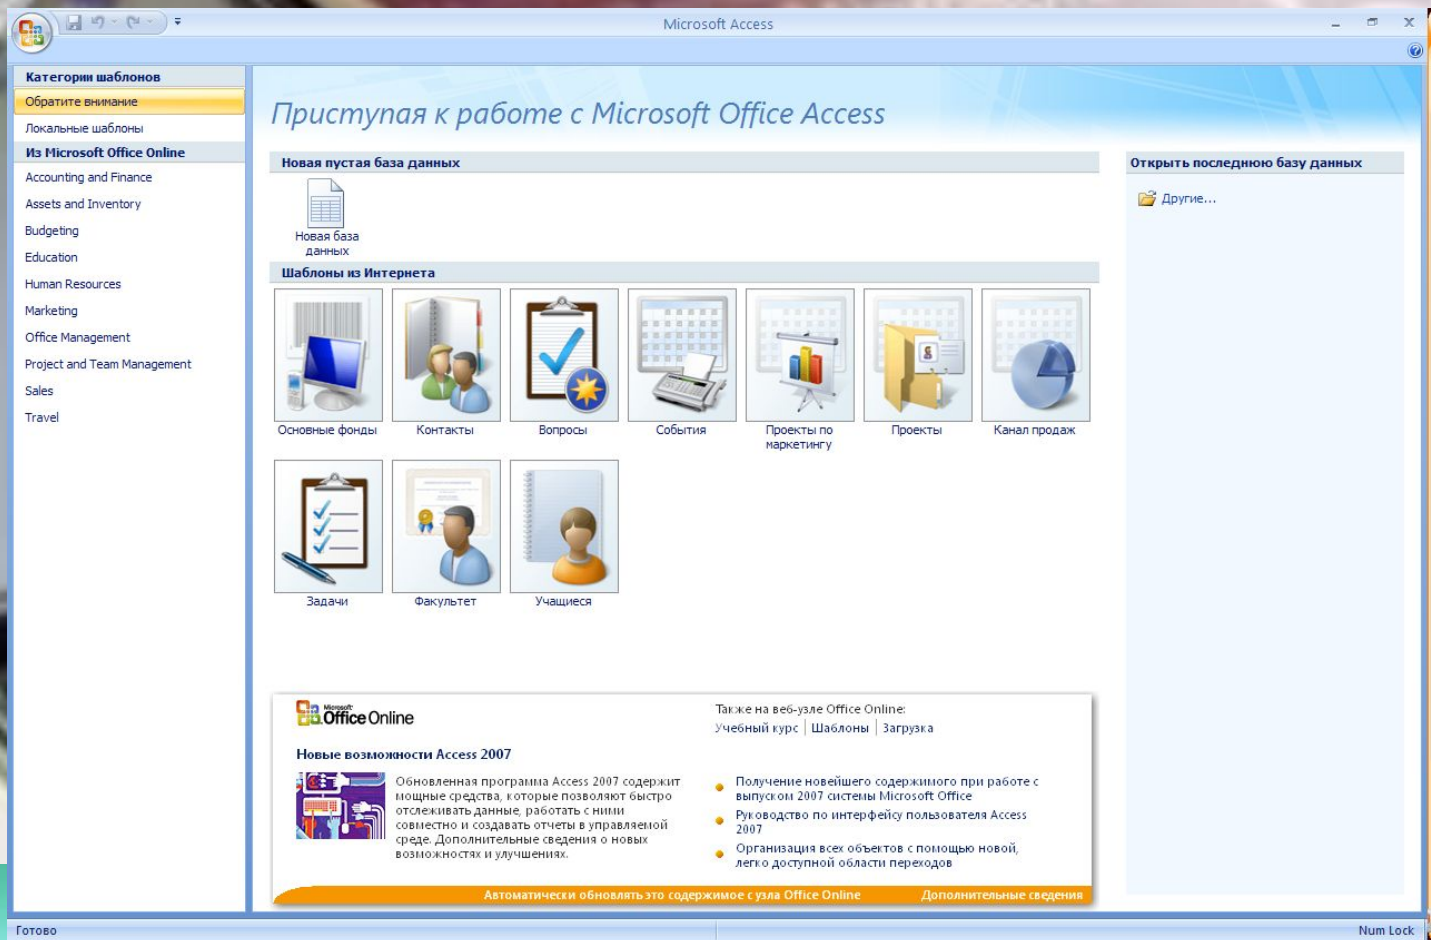 Microsoft Access
Категории шаблонов
Обратите внимание
Локальные шаблоны
Из Microsoft Office Online
Accounting and Finance
Assets and Inventory
Budgeting
Education
Human Resources
Marketing
Office Management
Project and Team Management
Sales
Travel
Приступая к работе с Microsoft Office Access
Новая пустая база данных
Новая база
данных
Шаблоны из Интернета
Основные фонды
Контакты
Вопросы
События
Проекты по
маркетингу
Проекты
Канал продаж
Задачи
Факультет
Учащиеся
Microsoft
Office Online
Новые возможности Access 2007
Обновленная программа Access 2007 содержит
мощные средства, которые позволяют быстро
отслеживать данные, работать с ними
совместно и создавать отчеты в управляемой
среде. Дополнительные сведения о новых
возможностях и улучшениях.
Также на веб-узле Office Online:
Учебный курс | Шаблоны | Загрузка
Получение новейшего содержимого при работе с
выпуском 2007 системы Microsoft Office
Руководство по интерфейсу пользователя Access
2007
Организация всех объектов с помощью новой,
легко доступной области переходов
Автоматически обновлять это содержимое с узла Office Online
Дополнительные сведения
Открыть последнюю базу данных
Другие...
Готово
Num Lock